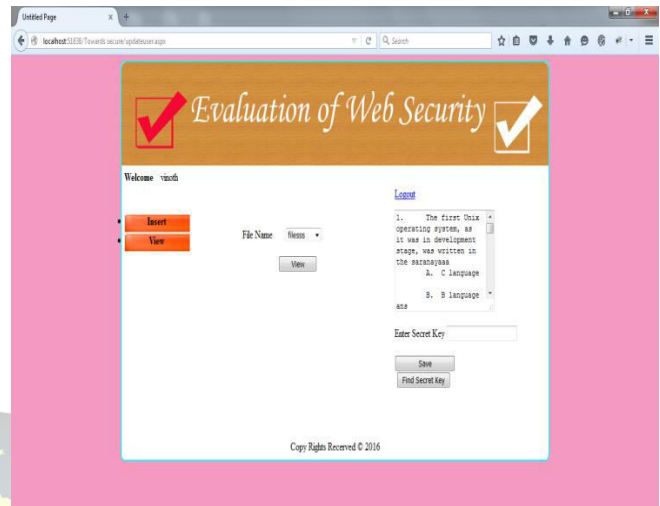 Untitled Page x +
localhost:51838/Towards secure/updateuser.aspx
Search
Evaluation of Web Security
Welcome vinoth
Logout
Insert
View
File Name filesss
View
1. The first Unix
operating system, as
it was in development
stage, was written in
the saranayaaa
A. C language
B. B language
ans
Enter Secret Key
Save
Find Secret Key
Copy Rights Recerved © 2016